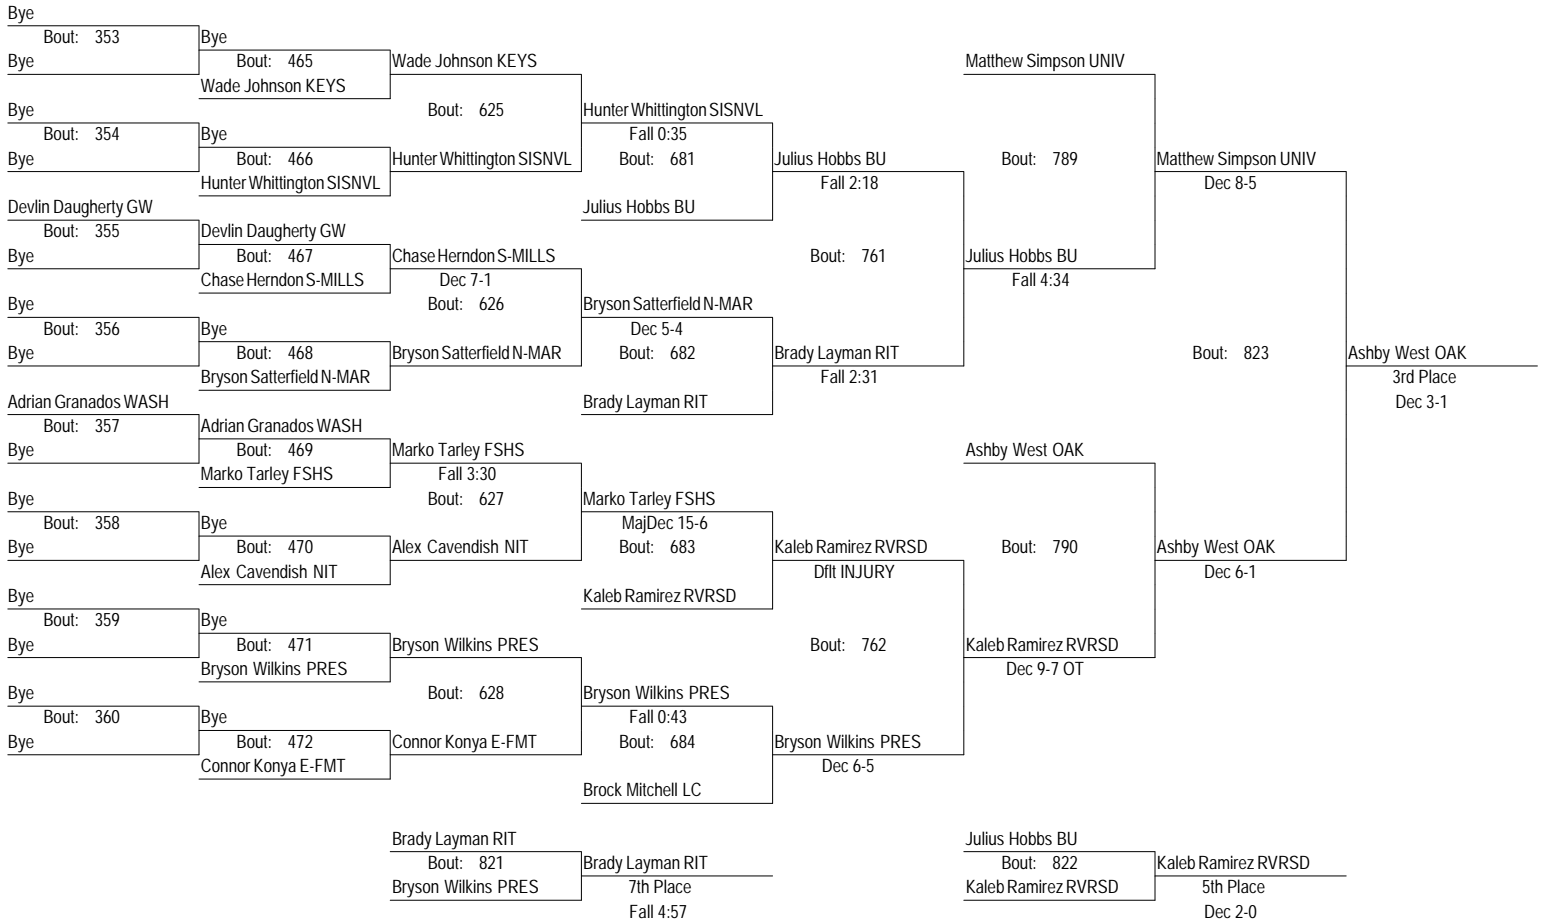 Bye
Bout: 353 Bye
Bye Bout: 465 Wade Johnson KEYS Matthew Simpson UNIV
Wade Johnson KEYS
Bye Bout: 625 Hunter Whittington SISNVL
Bout: 354 Bye Fall 0:35
Bye Bout: 466 Hunter Whittington SISNVL Bout: 681 Julius Hobbs BU Bout: 789 Matthew Simpson UNIV
Hunter Whittington SISNVL Fall 2:18 Dec 8-5
Devlin Daugherty GW Julius Hobbs BU
Bout: 355 Devlin Daugherty GW
Bye Bout: 467 Chase Herndon S-MILLS Bout: 761 Julius Hobbs BU
Chase Herndon S-MILLS Dec 7-1 Fall 4:34
Bye Bout: 626 Bryson Satterfield N-MAR
Bout: 356 Bye Dec 5-4
Bye Bout: 468 Bryson Satterfield N-MAR Bout: 682 Brady Layman RIT Bout: 823 Ashby West OAK
Bryson Satterfield N-MAR Fall 2:31 3rd Place
Adrian Granados WASH Brady Layman RIT Dec 3-1
Bout: 357 Adrian Granados WASH
Bye Bout: 469 Marko Tarley FSHS Ashby West OAK
Marko Tarley FSHS Fall 3:30
Bye Bout: 627 Marko Tarley FSHS
Bout: 358 Bye MajDec 15-6
Bye Bout: 470 Alex Cavendish NIT Bout: 683 Kaleb Ramirez RVRSD Bout: 790 Ashby West OAK
Alex Cavendish NIT Dflt INJURY Dec 6-1
Bye Kaleb Ramirez RVRSD
Bout: 359 Bye
Bye Bout: 471 Bryson Wilkins PRES Bout: 762 Kaleb Ramirez RVRSD
Bryson Wilkins PRES Dec 9-7 OT
Bye Bout: 628 Bryson Wilkins PRES
Bout: 360 Bye Fall 0:43
Bye Bout: 472 Connor Konya E-FMT Bout: 684 Bryson Wilkins PRES
Connor Konya E-FMT Dec 6-5
Brock Mitchell LC
Brady Layman RIT Julius Hobbs BU
Bout: 821 Brady Layman RIT Bout: 822 Kaleb Ramirez RVRSD
Bryson Wilkins PRES 7th Place Kaleb Ramirez RVRSD 5th Place
Fall 4:57 Dec 2-0